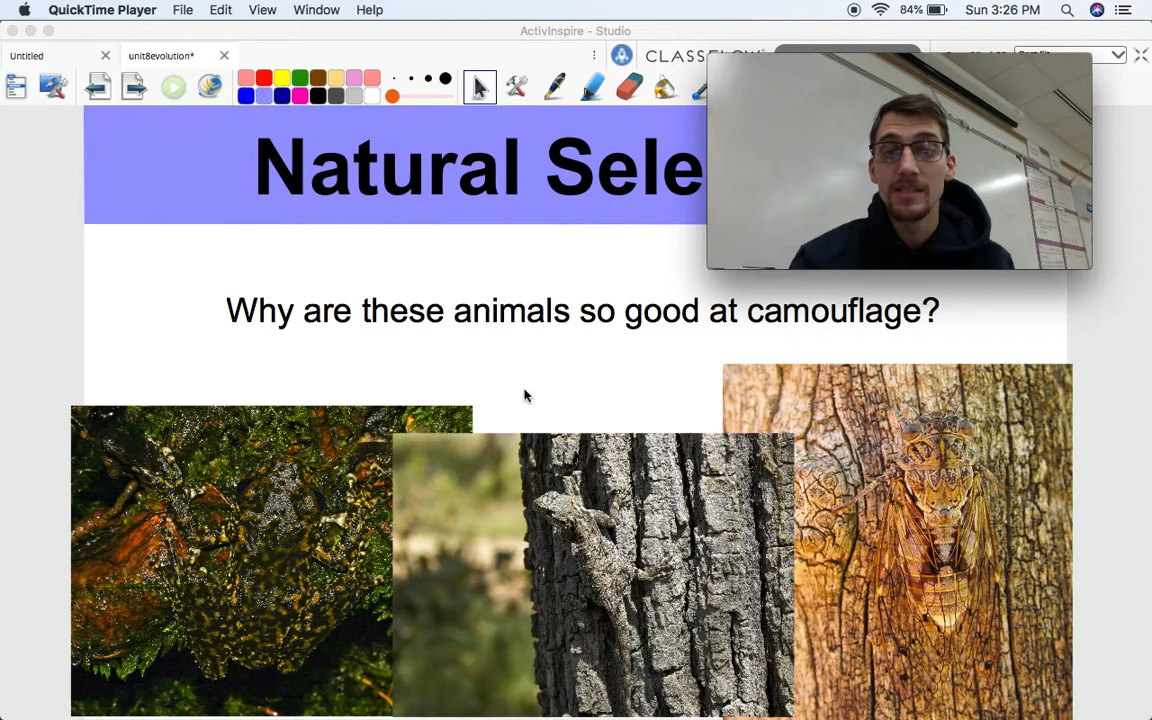 QuickTime Player File Edit View Window Help 84% Sun 3:26 PM
ActivInspire - Studio
Untitled unit8evolution*
CLASSF
Natural Sele
Why are these animals so good at camouflage?